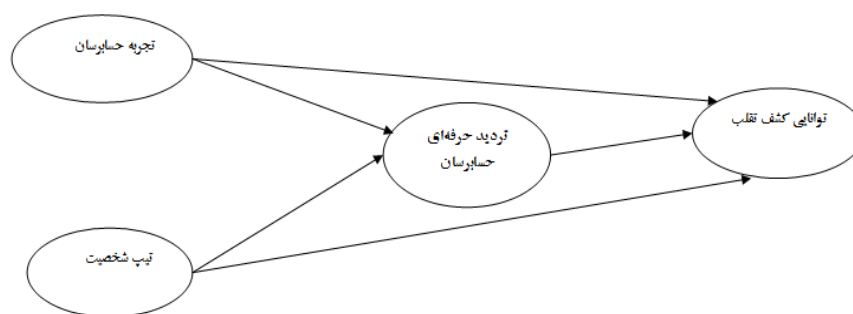 تجربه حسابرسان
توانایی کشف تقلب
تردید حرفه‌ای
حسابرسان
تیپ شخصیت